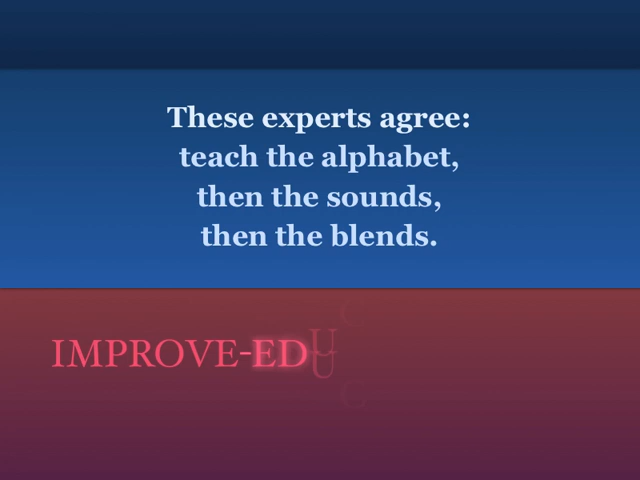 These experts agree:
teach the alphabet,
then the sounds,
then the blends.
IMPROVE-ED